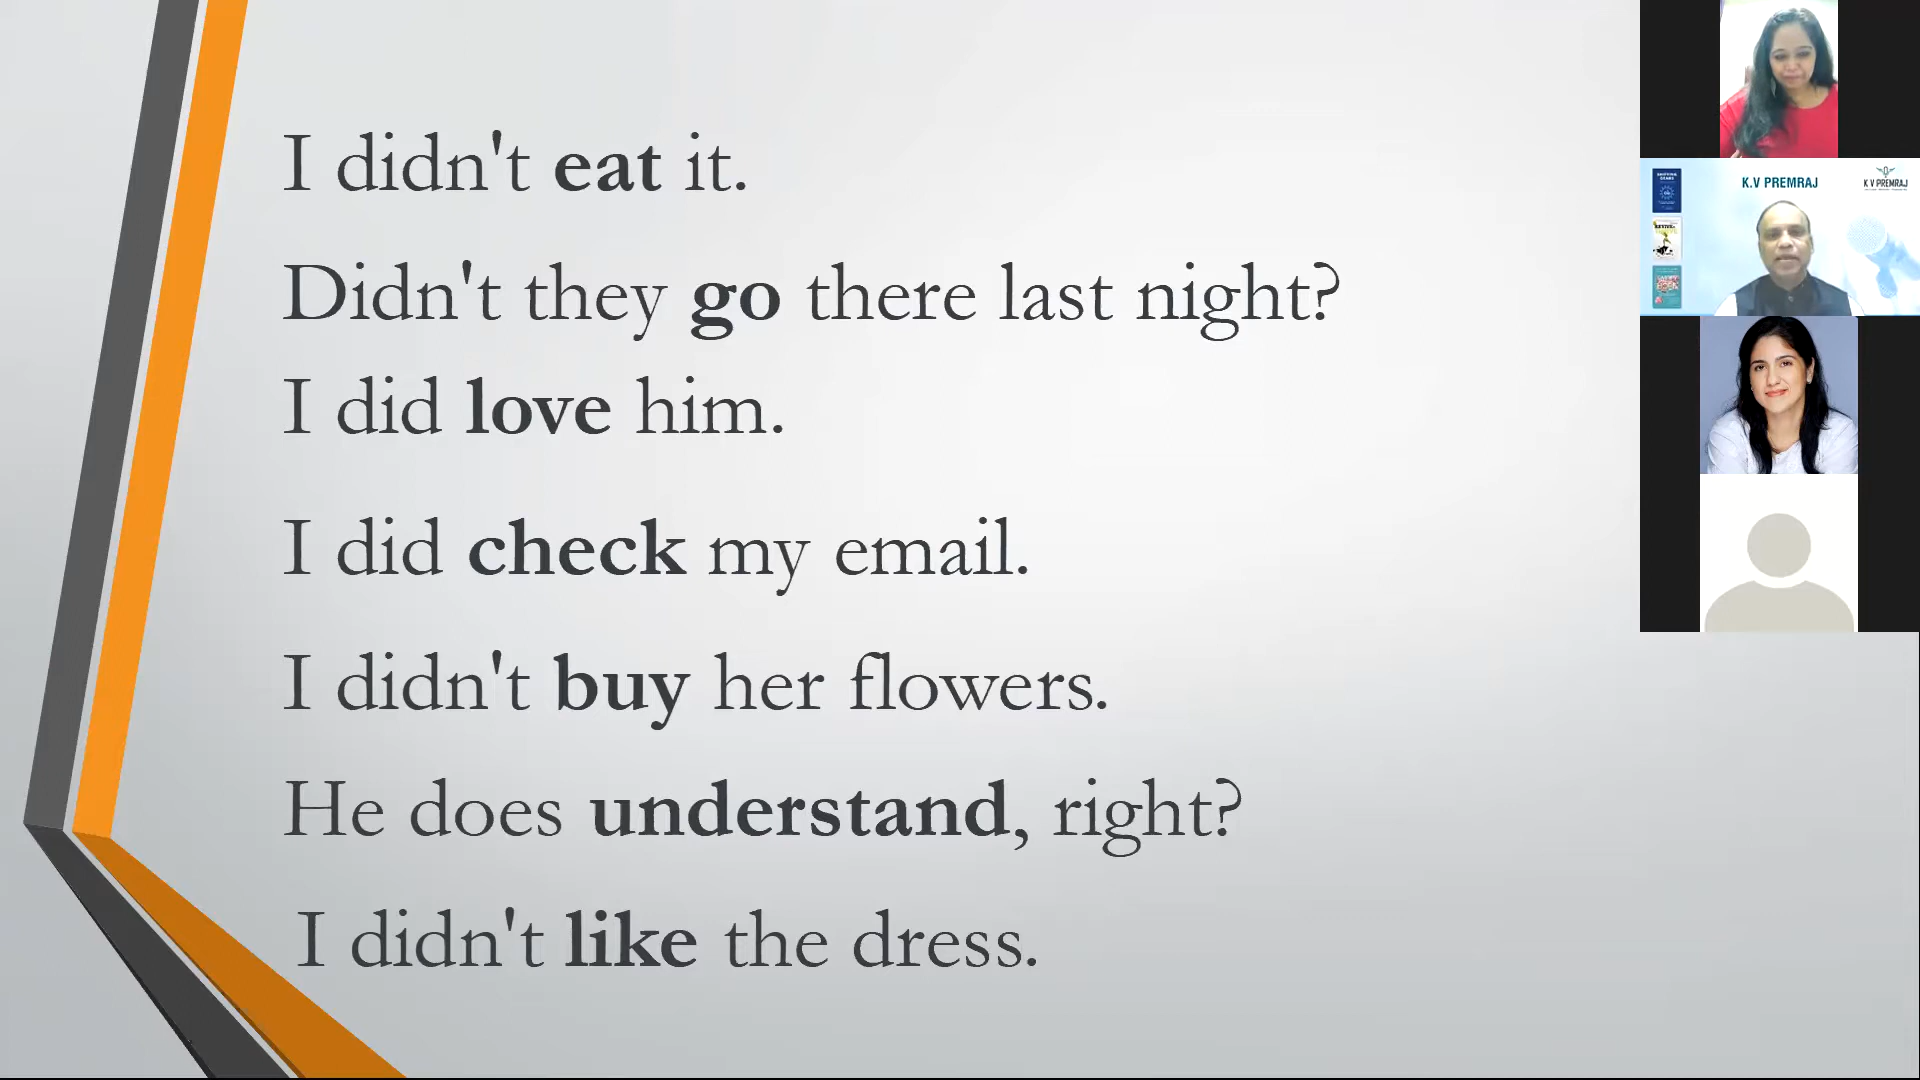 I didn't eat it.
Didn't they go there last night?
I did love him.
I did check my email.
I didn't buy her flowers.
He does understand, right?
I didn't like the dress.
K.V PREMRAJ
K V PREMRAJ